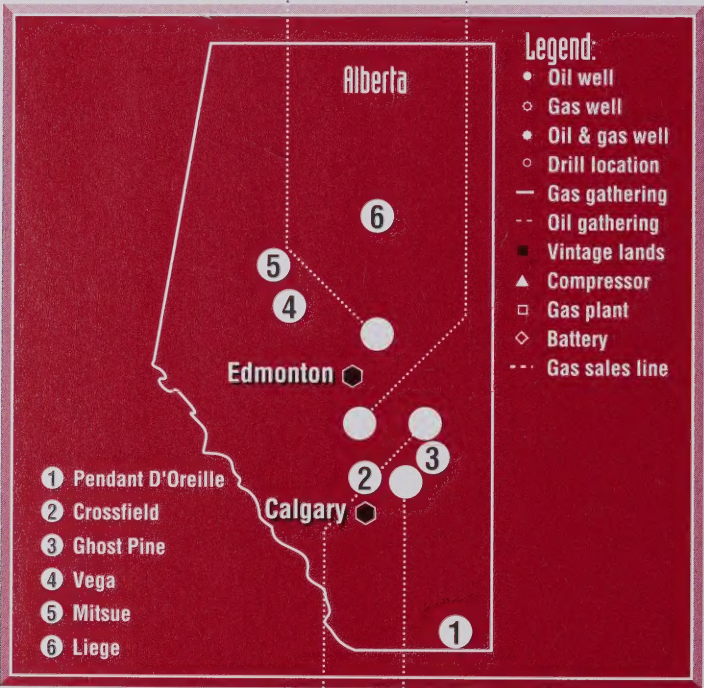 Alberta
6
5
4
Edmonton
3
2
Calgary
1
Legend:
Oil well
Gas well
Oil & gas well
Drill location
Gas gathering
Oil gathering
Vintage lands
Compressor
Gas plant
Battery
Gas sales line
1 Pendant D'Oreille
2 Crossfield
3 Ghost Pine
4 Vega
5 Mitsue
6 Liege